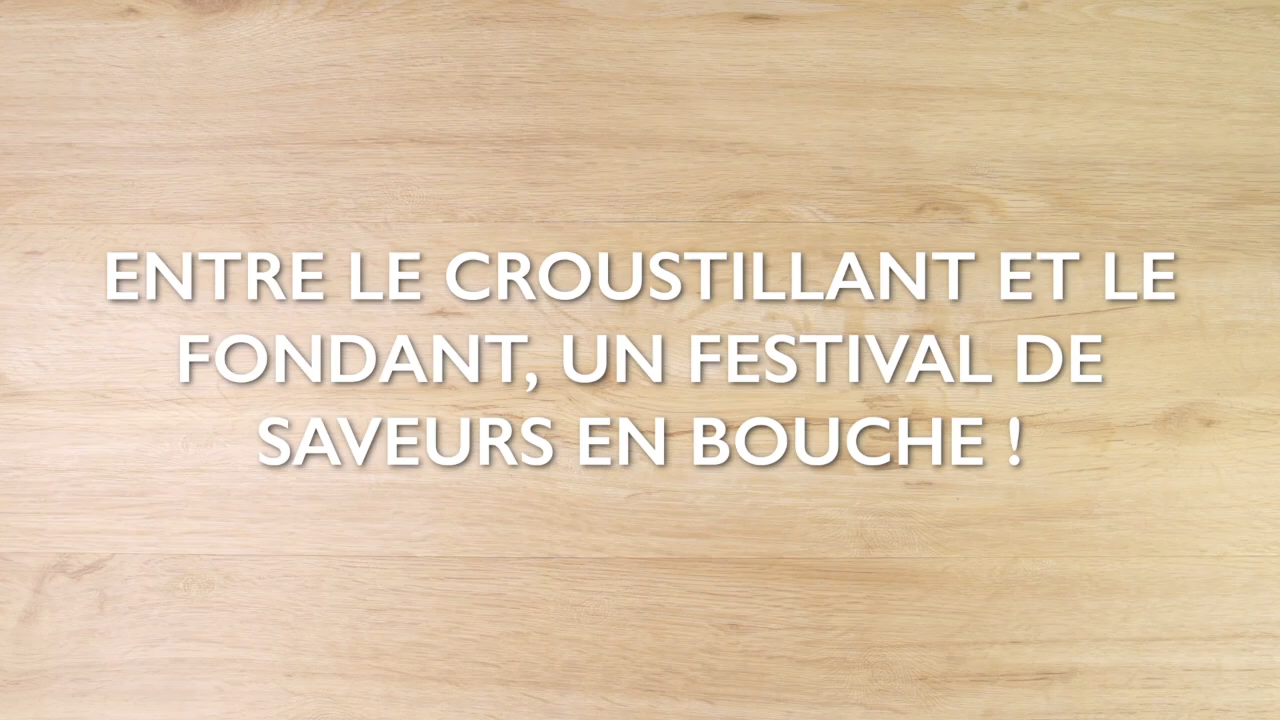 ENTRE LE CROUSTILLANT ET LE
FONDANT, UN FESTIVAL DE
SAVEURS EN BOUCHE !